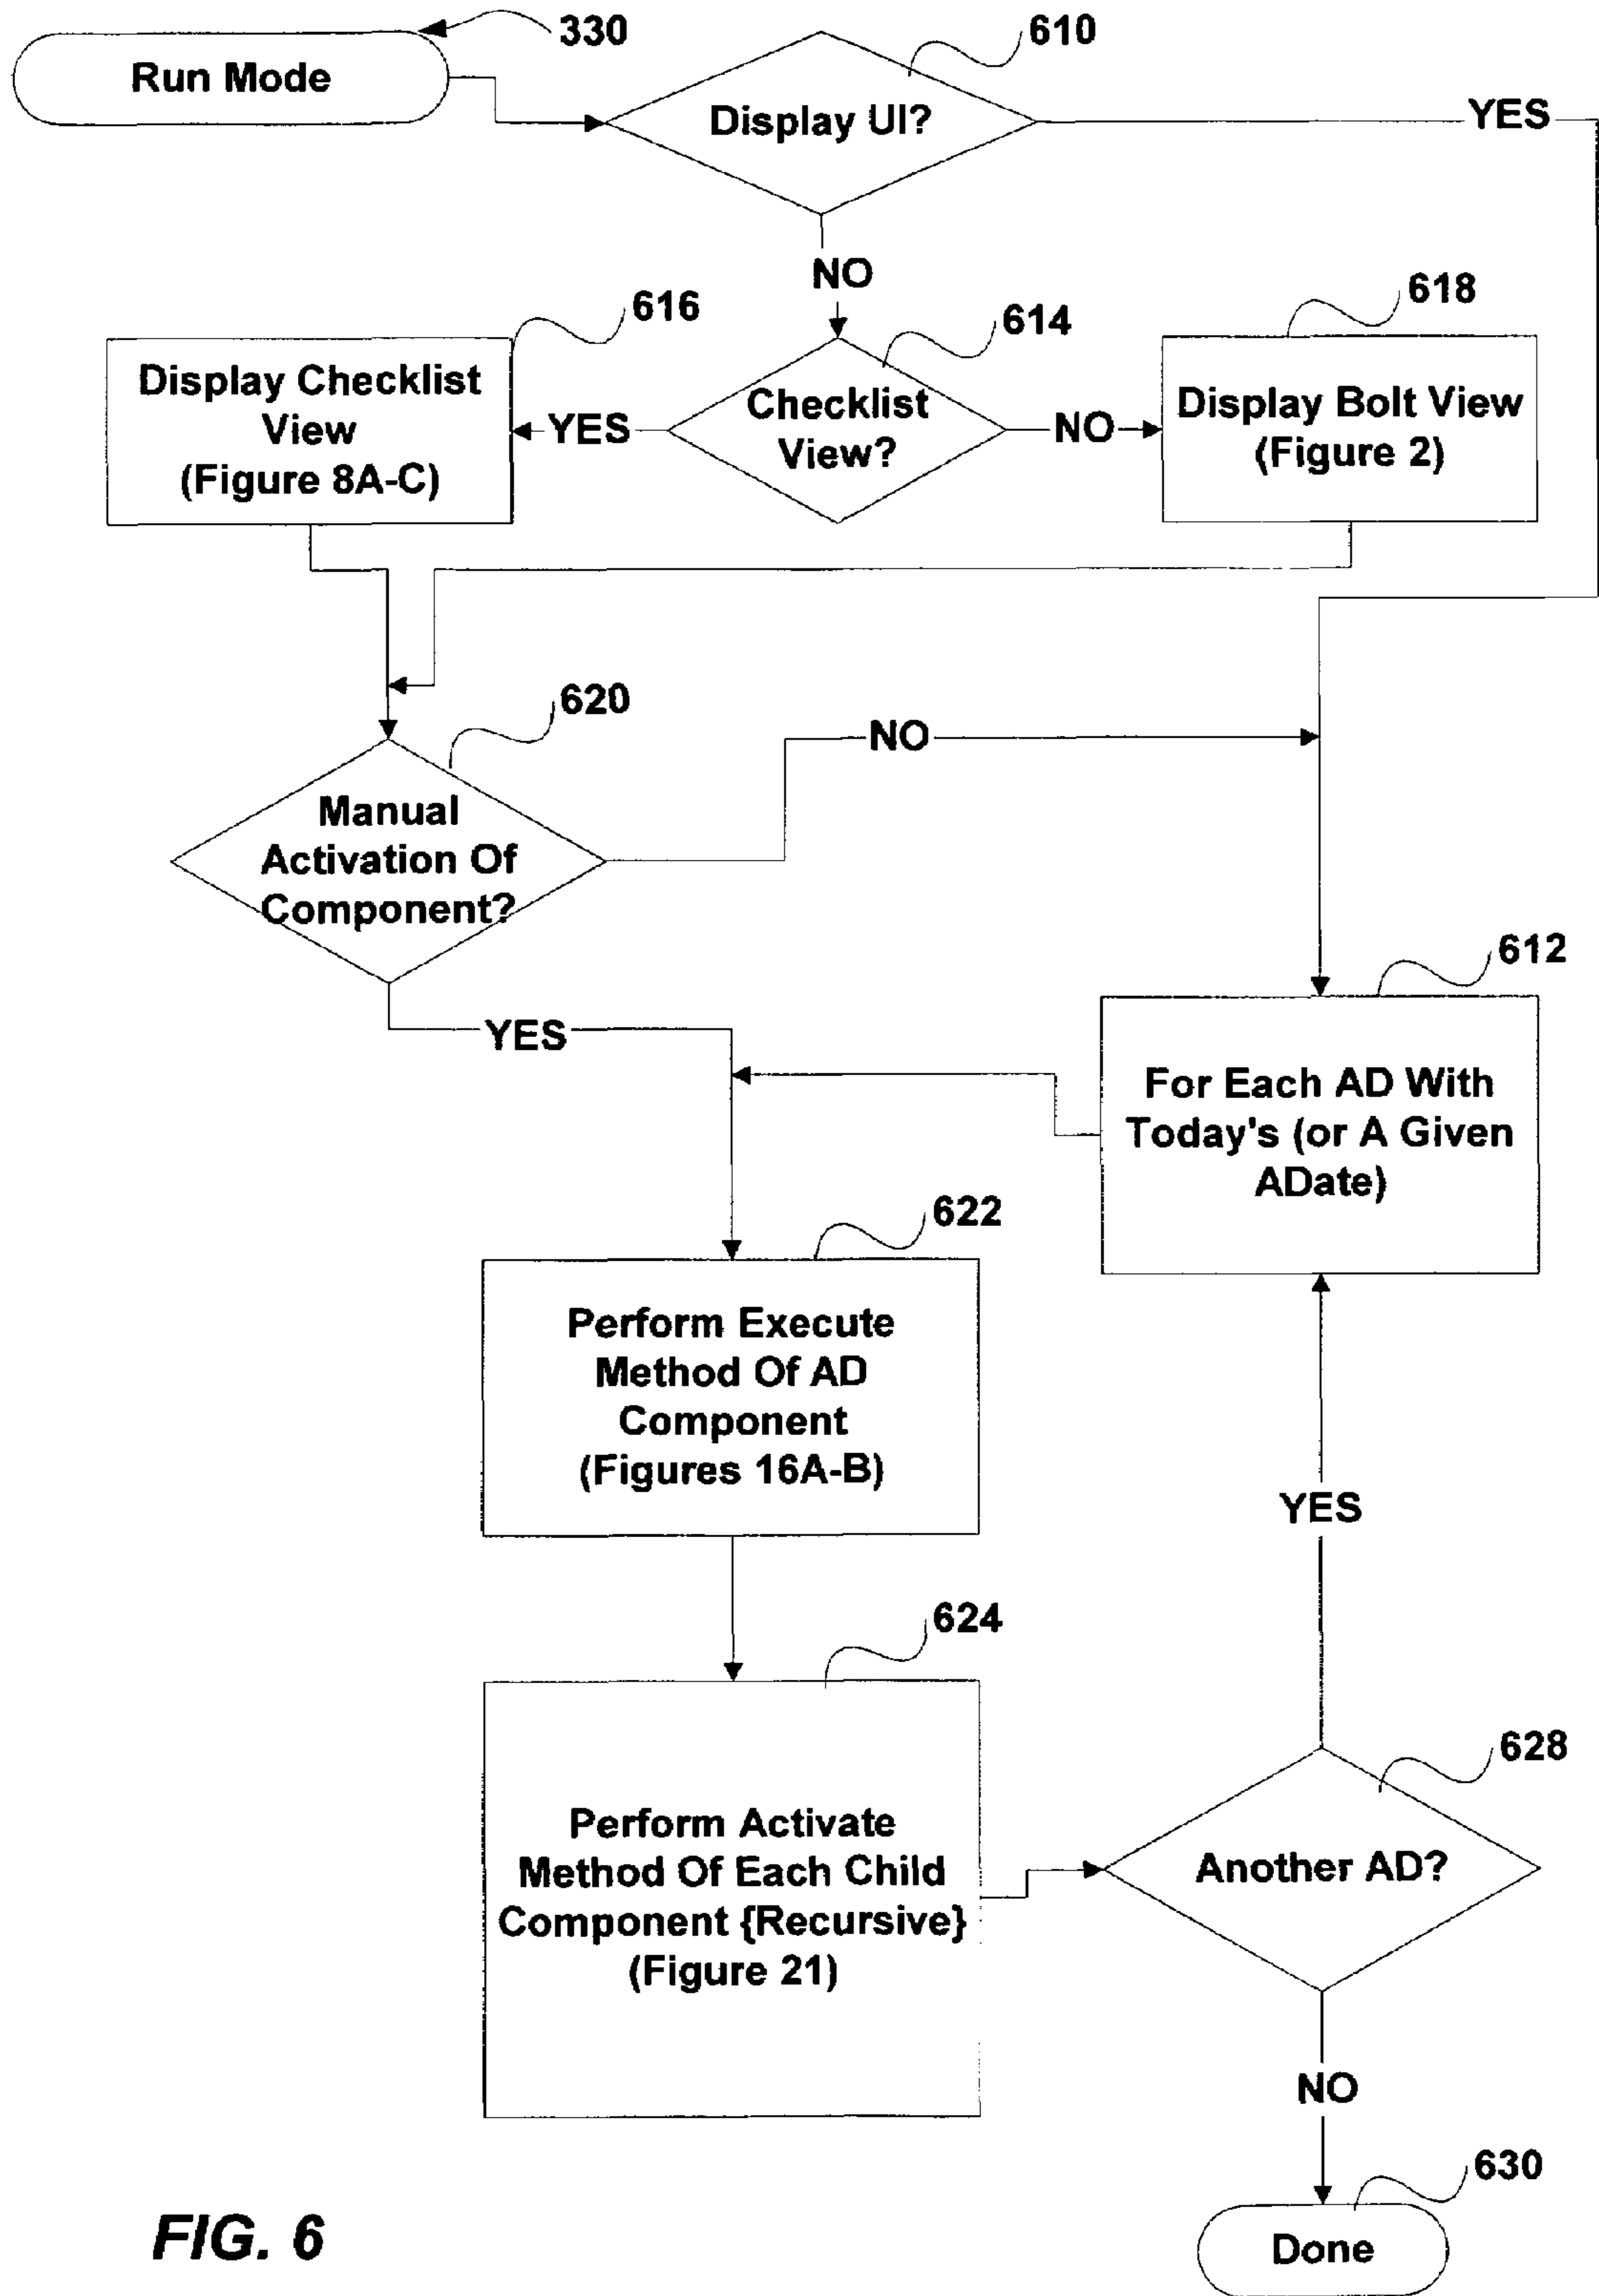 330
Run Mode
610
Display UI?
YES
NO
616
Display Checklist
View
(Figure 8A-C)
YES
614
Checklist
View?
NO
618
Display Bolt View
(Figure 2)
620
Manual
Activation Of
Component?
NO
YES
612
For Each AD With
Today's (or A Given
ADate)
622
Perform Execute
Method Of AD
Component
(Figures 16A-B)
YES
624
Perform Activate
Method Of Each Child
Component {Recursive}
(Figure 21)
628
Another AD?
NO
630
Done
FIG. 6